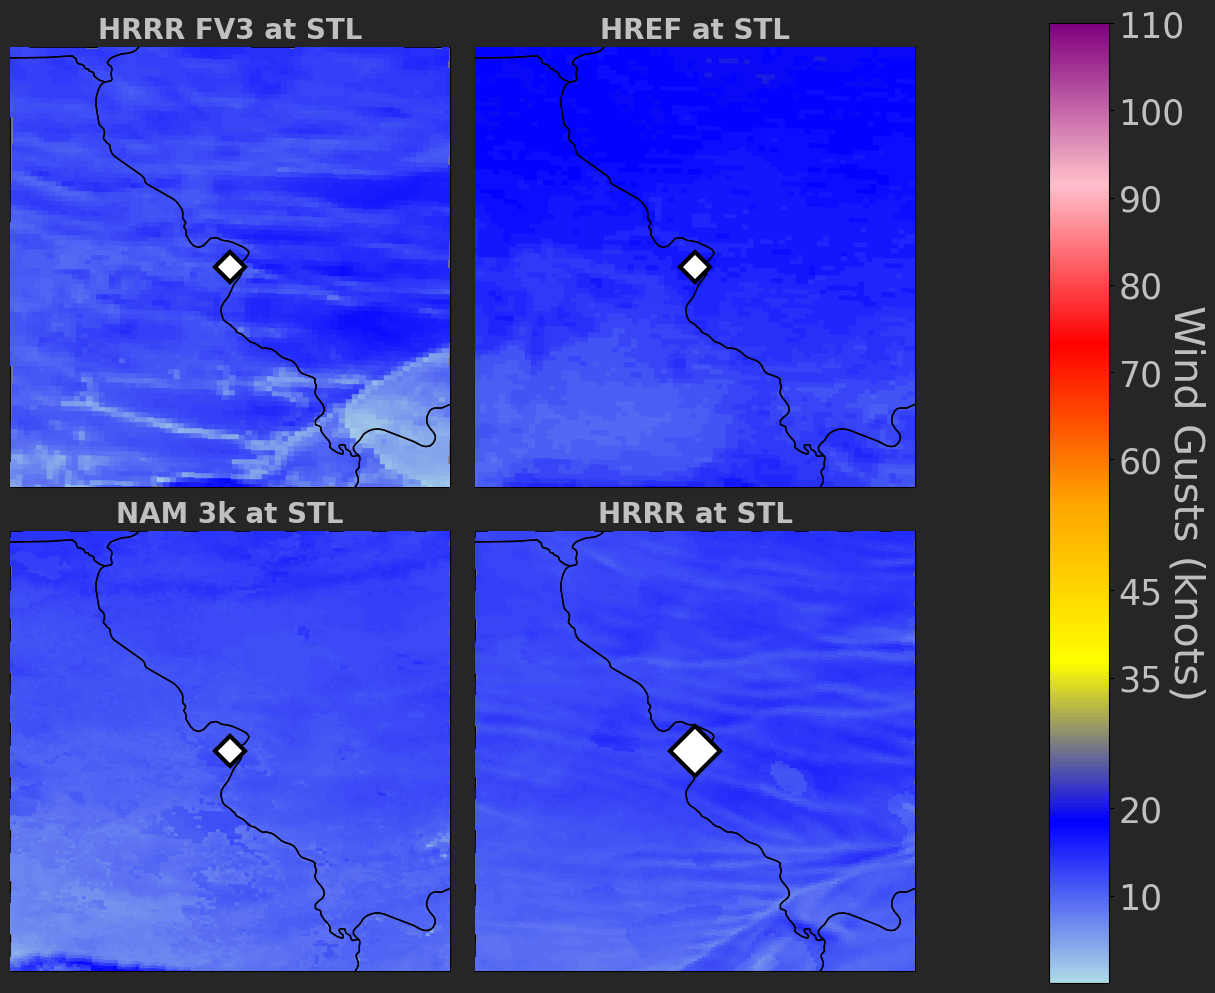 HRRR FV3 at STL
HREF at STL
NAM 3k at STL
HRRR at STL
110
100
90
80
70
60
45
35
20
10
Wind Gusts (knots)